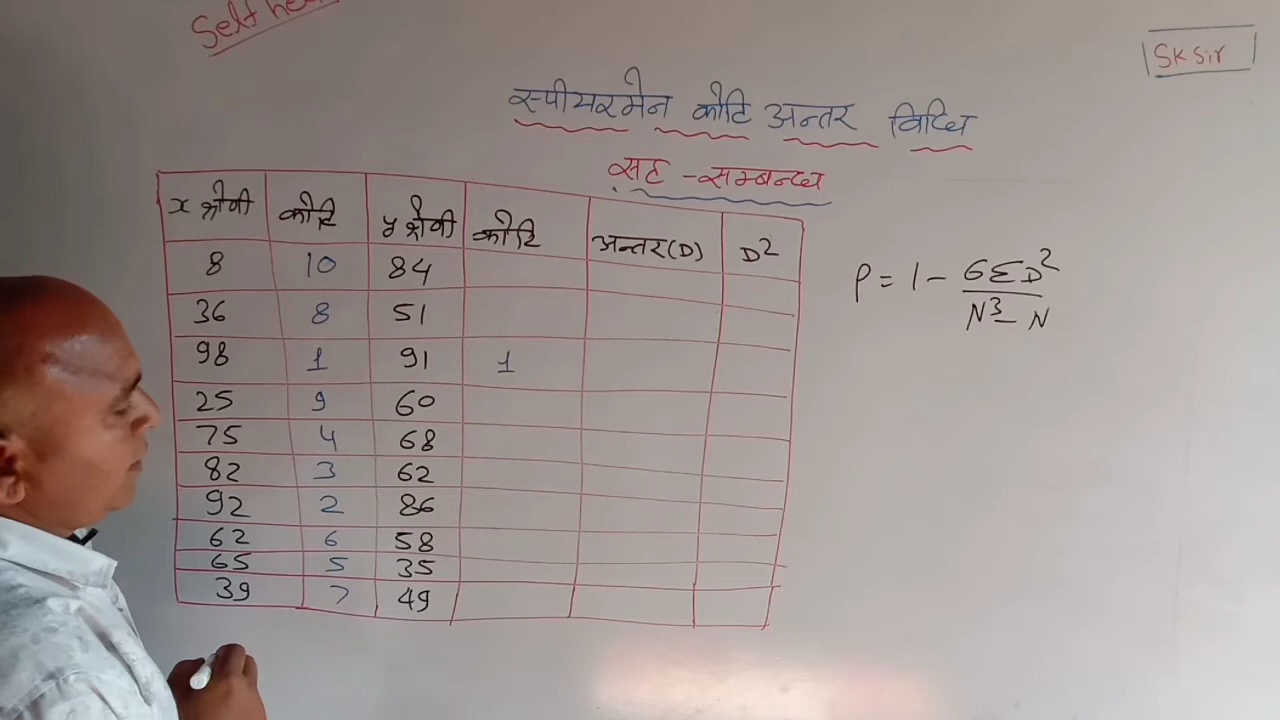 Self
SK Sir
स्पीयरमेन कोटि अन्तर विधि
सह-सम्बन्ध
x श्रेणी कोटि y श्रेणी कोटि अन्तर(D) D²
8 10 84
36 8 51
98 1 91 1
25 9 60
75 4 68
82 3 62
92 2 86
62 6 58
65 5 35
39 7 49
P = 1 - 6ΣD²
N³ - N